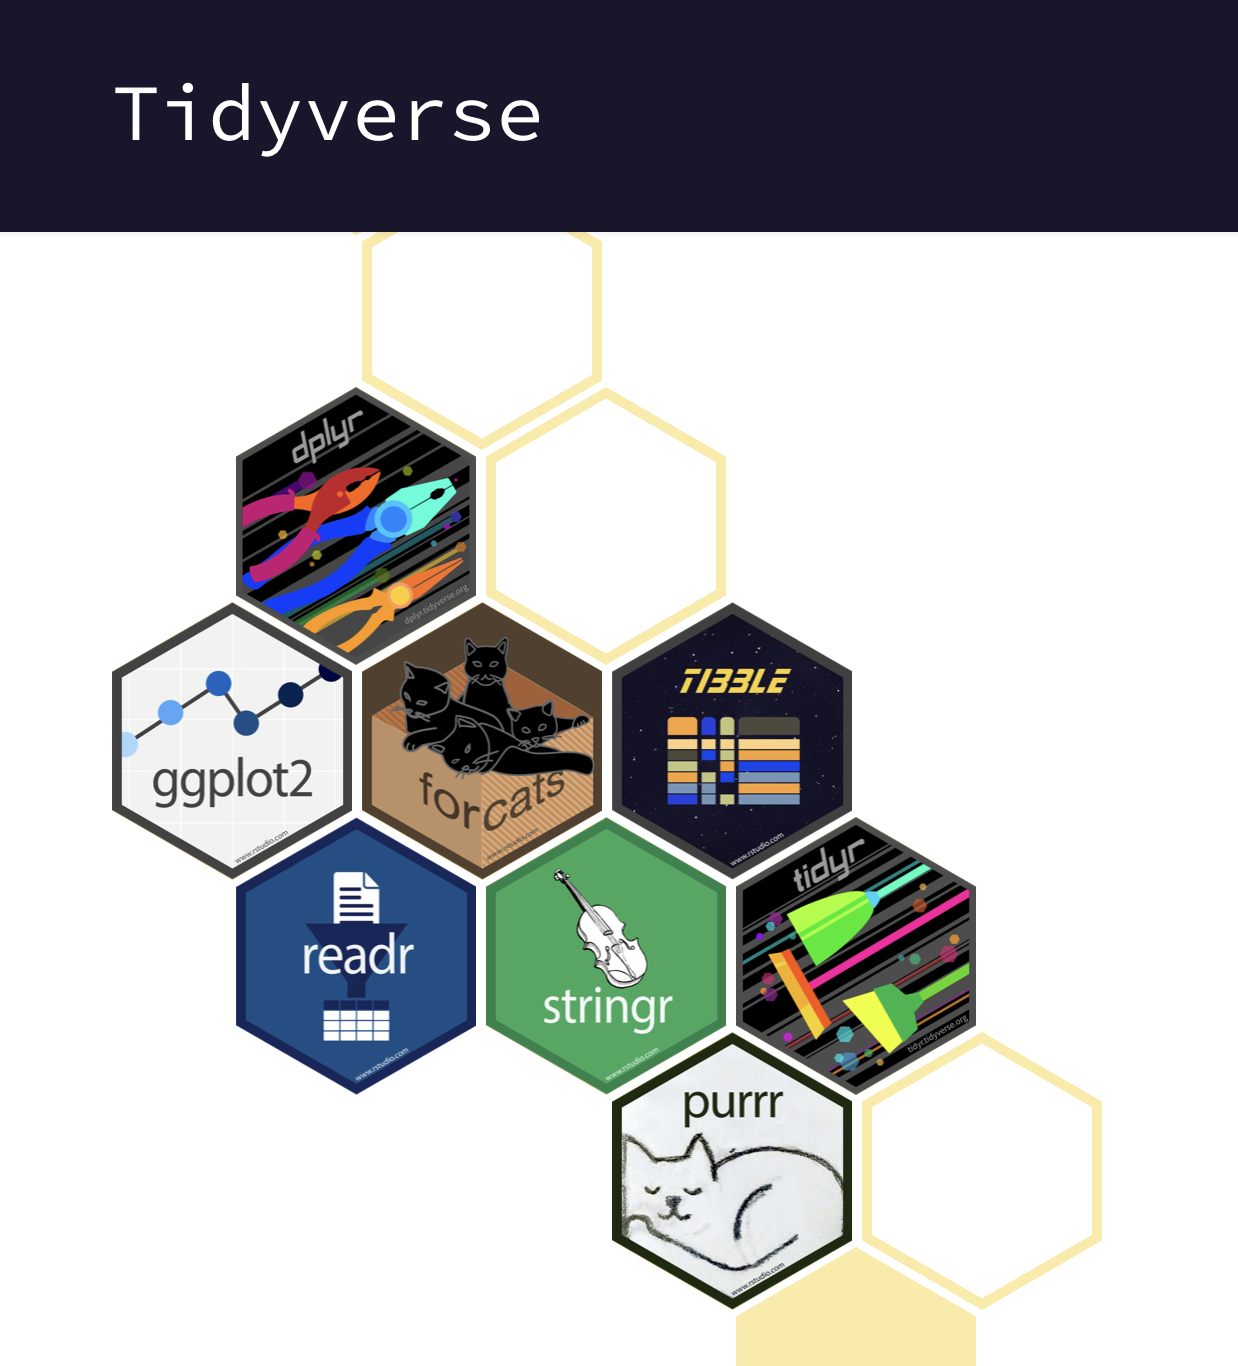 Tidyverse
dplyr
dplyr.tidyverse.org
ggplot2
www.rstudio.com
forcats
TIBBLE
www.rstudio.com
readr
www.rstudio.com
stringr
www.rstudio.com
tidyr
tidyr.tidyverse.org
purrr
www.rstudio.com